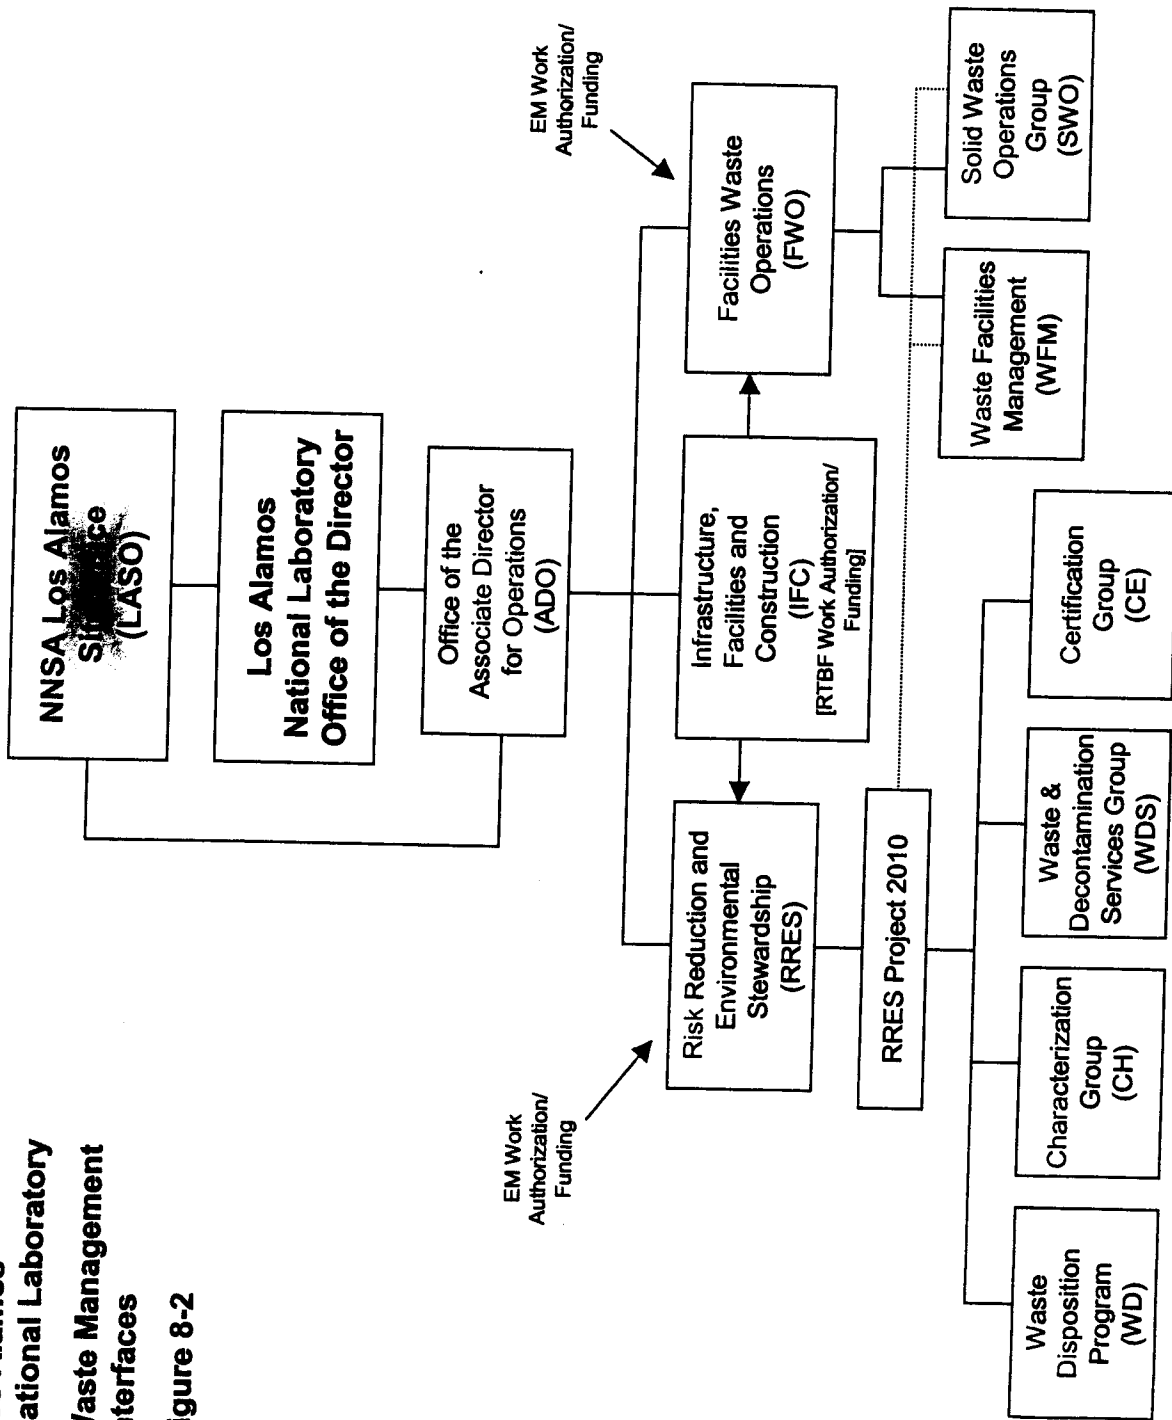 ational Laboratory
aste Management
nterfaces
igure 8-2
NNSA Los Alamos
(LASO)
Los Alamos
National Laboratory
Office of the Director
Office of the
Associate Director
for Operations
(ADO)
EM Work
Authorization/
Funding
Risk Reduction and
Environmental
Stewardship
(RRES)
Infrastructure,
Facilities and
Construction
(IFC)
[RTBF Work Authorization/
Funding]
EM Work
Authorization/
Funding
Facilities Waste
Operations
(FWO)
RRES Project 2010
Waste
Disposition
Program
(WD)
Characterization
Group
(CH)
Waste &
Decontamination
Services Group
(WDS)
Certification
Group
(CE)
Waste Facilities
Management
(WFM)
Solid Waste
Operations
Group
(SWO)